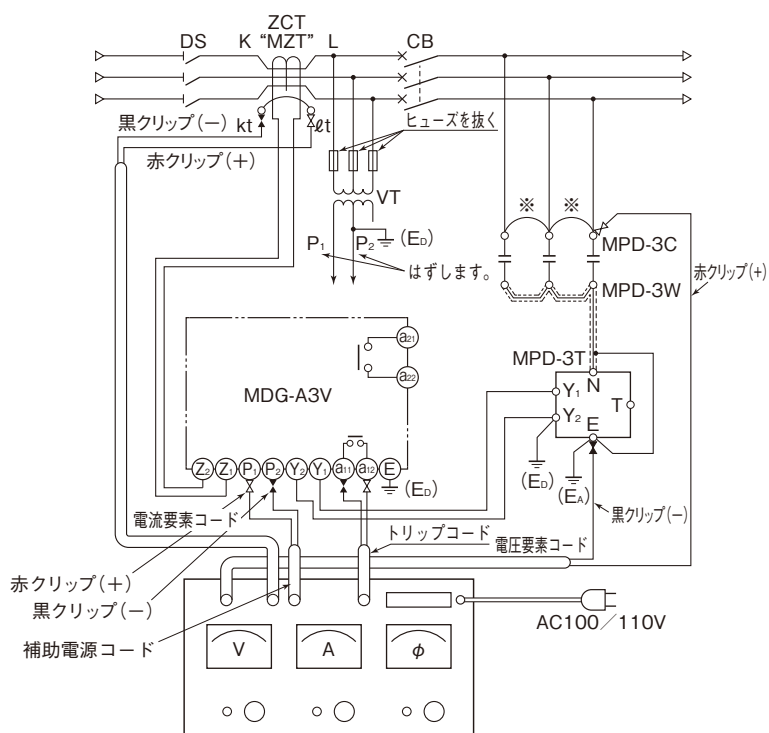 ZCT
DS K "MZT" L CB
黒クリップ(−) kt ℓt
赤クリップ(+)
ヒューズを抜く
VT
※ ※
P1 P2 (ED)
はずします。
MPD-3C
赤クリップ(+)
MPD-3W
MPD-3T
a21
a22
MDG-A3V
N
Y1 T
Y2
E
Z2 Z1 P1 P2 Y2 Y1 a11 a12 E
(ED)
(ED) (EA)
電流要素コード
トリップコード
電圧要素コード
黒クリップ(−)
赤クリップ(+)
黒クリップ(−)
補助電源コード
AC100/110V
V A φ